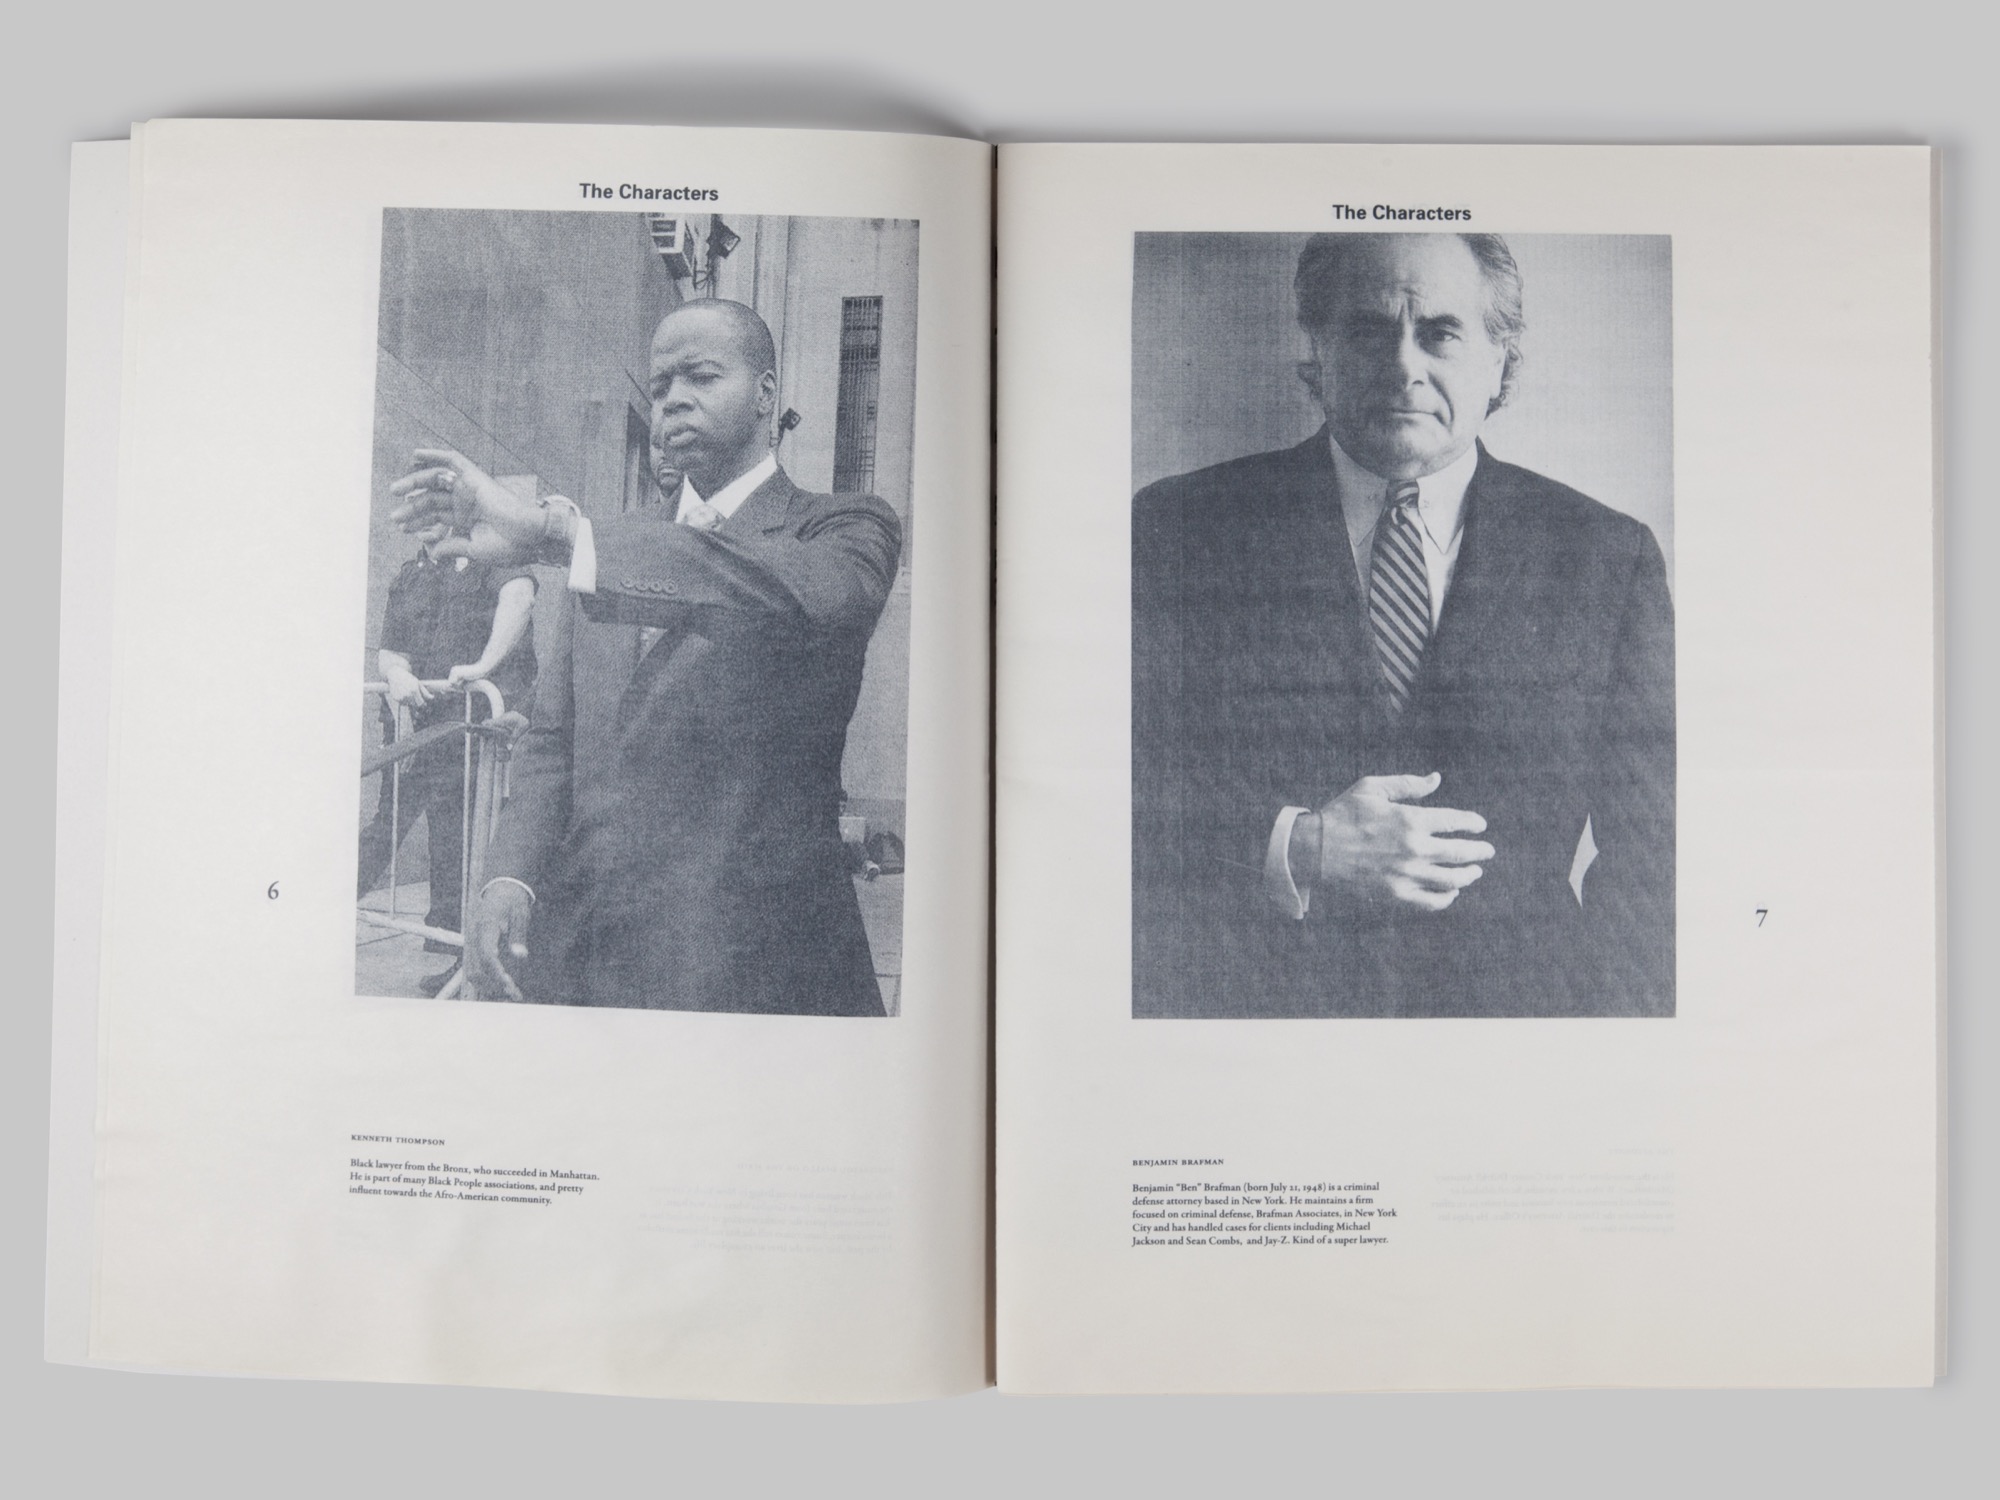 The Characters
6
KENNETH THOMPSON
Black lawyer from the Bronx, who succeeded in Manhattan.
He is part of many Black People associations, and pretty
influent towards the Afro-American community.
The Characters
7
BENJAMIN BRAFMAN
Benjamin "Ben" Brafman (born July 21, 1948) is a criminal
defense attorney based in New York. He maintains a firm
focused on criminal defense, Brafman Associates, in New York
City and has handled cases for clients including Michael
Jackson and Sean Combs, and Jay-Z. Kind of a super lawyer.